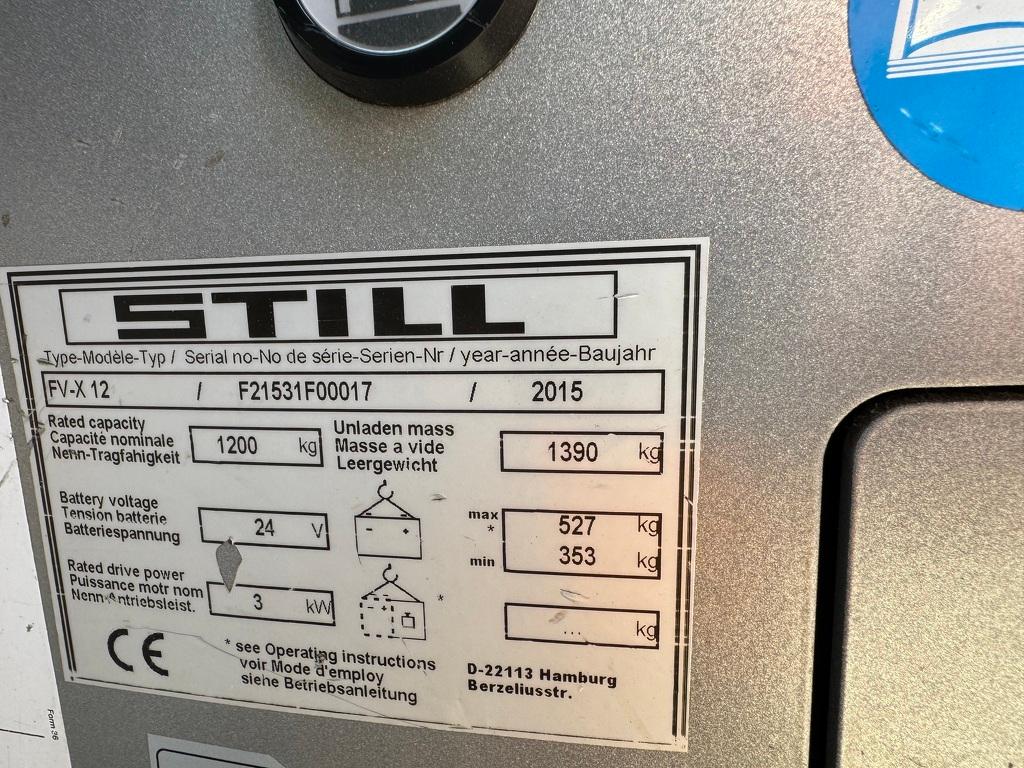 STILL
Type-Modèle-Typ / Serial no-No de série-Serien-Nr / year-année-Baujahr
FV-X 12 / F21531F00017 / 2015
Rated capacity
Capacité nominale
Nenn-Tragfähigkeit
1200 kg
Unladen mass
Masse a vide
Leergewicht
1390 kg
Battery voltage
Tension batterie
Batteriespannung
24 V
- +
max 527 kg
*
min 353 kg
Rated drive power
Puissance motr nom
Nenn-Antriebsleist.
3 kW
- +
*
... kg
CE
* see Operating instructions
voir Mode d'employ
siehe Betriebsanleitung
D-22113 Hamburg
Berzeliusstr.
Form 36